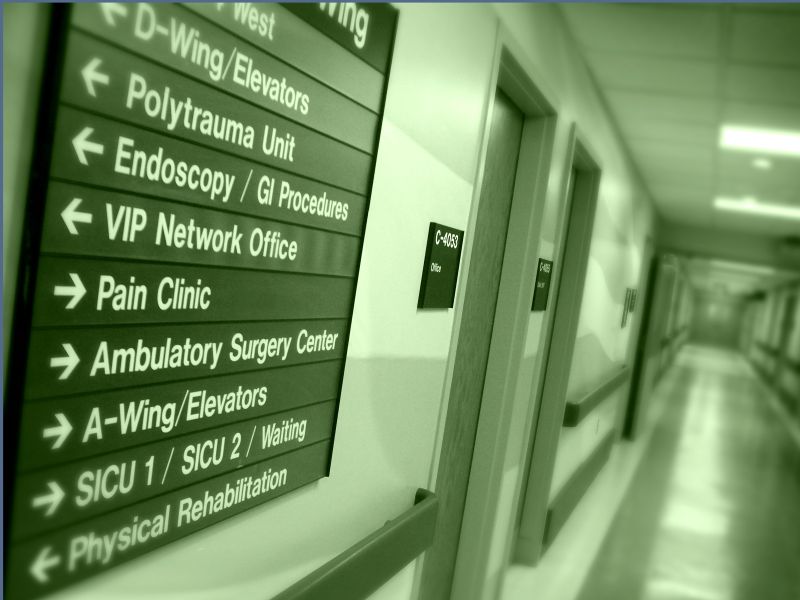 Wing
West
← D-Wing/Elevators
← Polytrauma Unit
← Endoscopy / GI Procedures
← VIP Network Office
→ Pain Clinic
→ Ambulatory Surgery Center
→ A-Wing/Elevators
→ SICU 1 / SICU 2 / Waiting
← Physical Rehabilitation
C-4053
Office